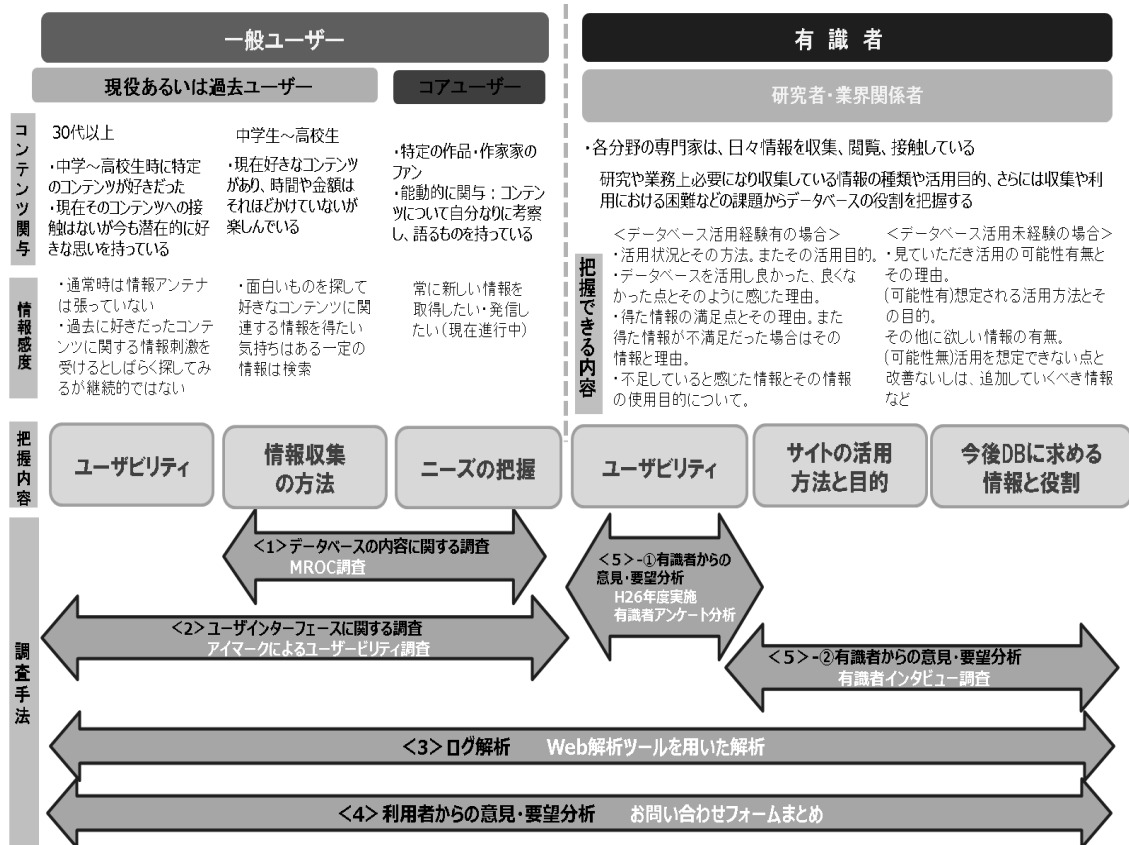 一般ユーザー
有 識 者
現役あるいは過去ユーザー
コアユーザー
研究者・業界関係者
コンテンツ関与
30代以上
・中学～高校生時に特定
のコンテンツが好きだった
・現在そのコンテンツへの接
触はないが今も潜在的に好
きな思いを持っている
中学生～高校生
・現在好きなコンテンツ
があり、時間や金額は
それほどかけていないが
楽しんでいる
・特定の作品・作家家の
ファン
・能動的に関与：コンテン
ツについて自分なりに考察
し、語るものを持っている
情報感度
・通常時は情報アンテナ
は張っていない
・過去に好きだったコンテ
ンツに関する情報刺激を
受けるとしばらく探してみ
るが継続的ではない
・面白いものを探して
好きなコンテンツに関
連する情報を得たい
気持ちはある一定の
情報は検索
常に新しい情報を
取得したい・発信し
たい（現在進行中）
・各分野の専門家は、日々情報を収集、閲覧、接触している
研究や業務上必要になり収集している情報の種類や活用目的、さらには収集や利
用における困難などの課題からデータベースの役割を把握する
把握できる内容
＜データベース活用経験有の場合＞
・活用状況とその方法。またその活用目的。
・データベースを活用し良かった、良くな
かった点とそのように感じた理由。
・得た情報の満足点とその理由。また
得た情報が不満足だった場合はその
情報と理由。
・不足していると感じた情報とその情報
の使用目的について。
＜データベース活用未経験の場合＞
・見ていただき活用の可能性有無と
その理由。
(可能性有)想定される活用方法とそ
の目的。
その他に欲しい情報の有無。
(可能性無)活用を想定できない点と
改善ないしは、追加していくべき情報
など
把握内容
ユーザビリティ
情報収集
の方法
ニーズの把握
ユーザビリティ
サイトの活用
方法と目的
今後DBに求める
情報と役割
調査手法
＜1＞データベースの内容に関する調査
MROC調査
＜5＞-①有識者からの
意見・要望分析
H26年度実施
有識者アンケート分析
＜2＞ユーザインターフェースに関する調査
アイマークによるユーザービリティ調査
＜5＞-②有識者からの意見・要望分析
有識者インタビュー調査
＜3＞ログ解析　Web解析ツールを用いた解析
＜4＞利用者からの意見・要望分析　お問い合わせフォームまとめ